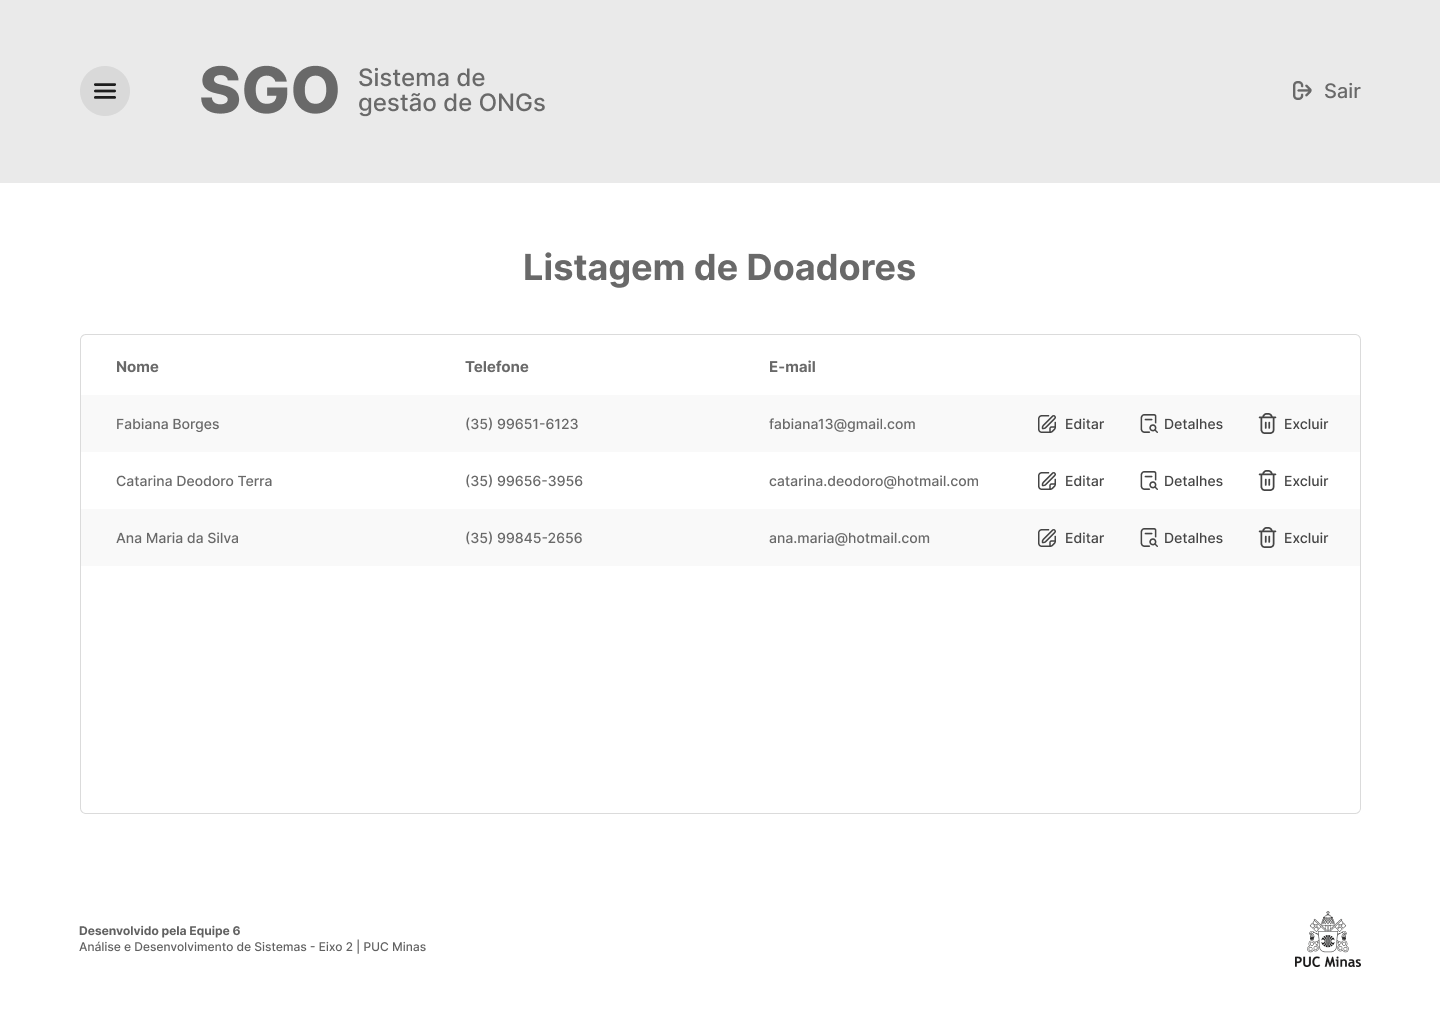 SGO
Sistema de
gestão de ONGs
Sair
Listagem de Doadores
Nome Telefone E-mail
Fabiana Borges (35) 99651-6123 fabiana13@gmail.com Editar Detalhes Excluir
Catarina Deodoro Terra (35) 99656-3956 catarina.deodoro@hotmail.com Editar Detalhes Excluir
Ana Maria da Silva (35) 99845-2656 ana.maria@hotmail.com Editar Detalhes Excluir
Desenvolvido pela Equipe 6
Análise e Desenvolvimento de Sistemas - Eixo 2 | PUC Minas
PUC Minas